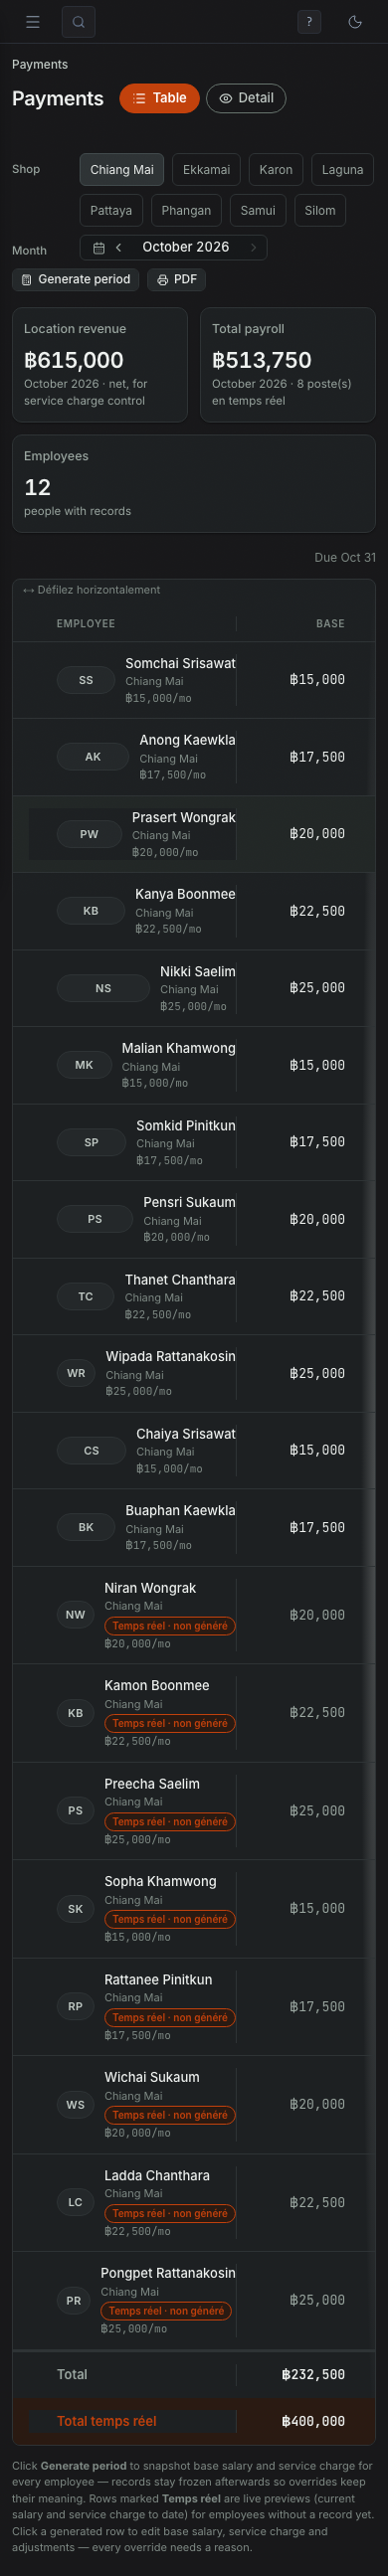 ?
Payments
Payments
Table
Detail
Shop
Chiang Mai
Ekkamai
Karon
Laguna
Pattaya
Phangan
Samui
Silom
Month
October 2026
Generate period
PDF
Location revenue
฿615,000
October 2026 · net, for
service charge control
Total payroll
฿513,750
October 2026 · 8 poste(s)
en temps réel
Employees
12
people with records
Due Oct 31
↔ Défilez horizontalement
EMPLOYEE
BASE
SS
Somchai Srisawat
Chiang Mai
฿15,000/mo
฿15,000
AK
Anong Kaewkla
Chiang Mai
฿17,500/mo
฿17,500
PW
Prasert Wongrak
Chiang Mai
฿20,000/mo
฿20,000
KB
Kanya Boonmee
Chiang Mai
฿22,500/mo
฿22,500
NS
Nikki Saelim
Chiang Mai
฿25,000/mo
฿25,000
MK
Malian Khamwong
Chiang Mai
฿15,000/mo
฿15,000
SP
Somkid Pinitkun
Chiang Mai
฿17,500/mo
฿17,500
PS
Pensri Sukaum
Chiang Mai
฿20,000/mo
฿20,000
TC
Thanet Chanthara
Chiang Mai
฿22,500/mo
฿22,500
WR
Wipada Rattanakosin
Chiang Mai
฿25,000/mo
฿25,000
CS
Chaiya Srisawat
Chiang Mai
฿15,000/mo
฿15,000
BK
Buaphan Kaewkla
Chiang Mai
฿17,500/mo
฿17,500
NW
Niran Wongrak
Chiang Mai
Temps réel · non généré
฿20,000/mo
฿20,000
KB
Kamon Boonmee
Chiang Mai
Temps réel · non généré
฿22,500/mo
฿22,500
PS
Preecha Saelim
Chiang Mai
Temps réel · non généré
฿25,000/mo
฿25,000
SK
Sopha Khamwong
Chiang Mai
Temps réel · non généré
฿15,000/mo
฿15,000
RP
Rattanee Pinitkun
Chiang Mai
Temps réel · non généré
฿17,500/mo
฿17,500
WS
Wichai Sukaum
Chiang Mai
Temps réel · non généré
฿20,000/mo
฿20,000
LC
Ladda Chanthara
Chiang Mai
Temps réel · non généré
฿22,500/mo
฿22,500
PR
Pongpet Rattanakosin
Chiang Mai
Temps réel · non généré
฿25,000/mo
฿25,000
Total
฿232,500
Total temps réel
฿400,000
Click Generate period to snapshot base salary and service charge for
every employee — records stay frozen afterwards so overrides keep
their meaning. Rows marked Temps réel are live previews (current
salary and service charge to date) for employees without a record yet.
Click a generated row to edit base salary, service charge and
adjustments — every override needs a reason.